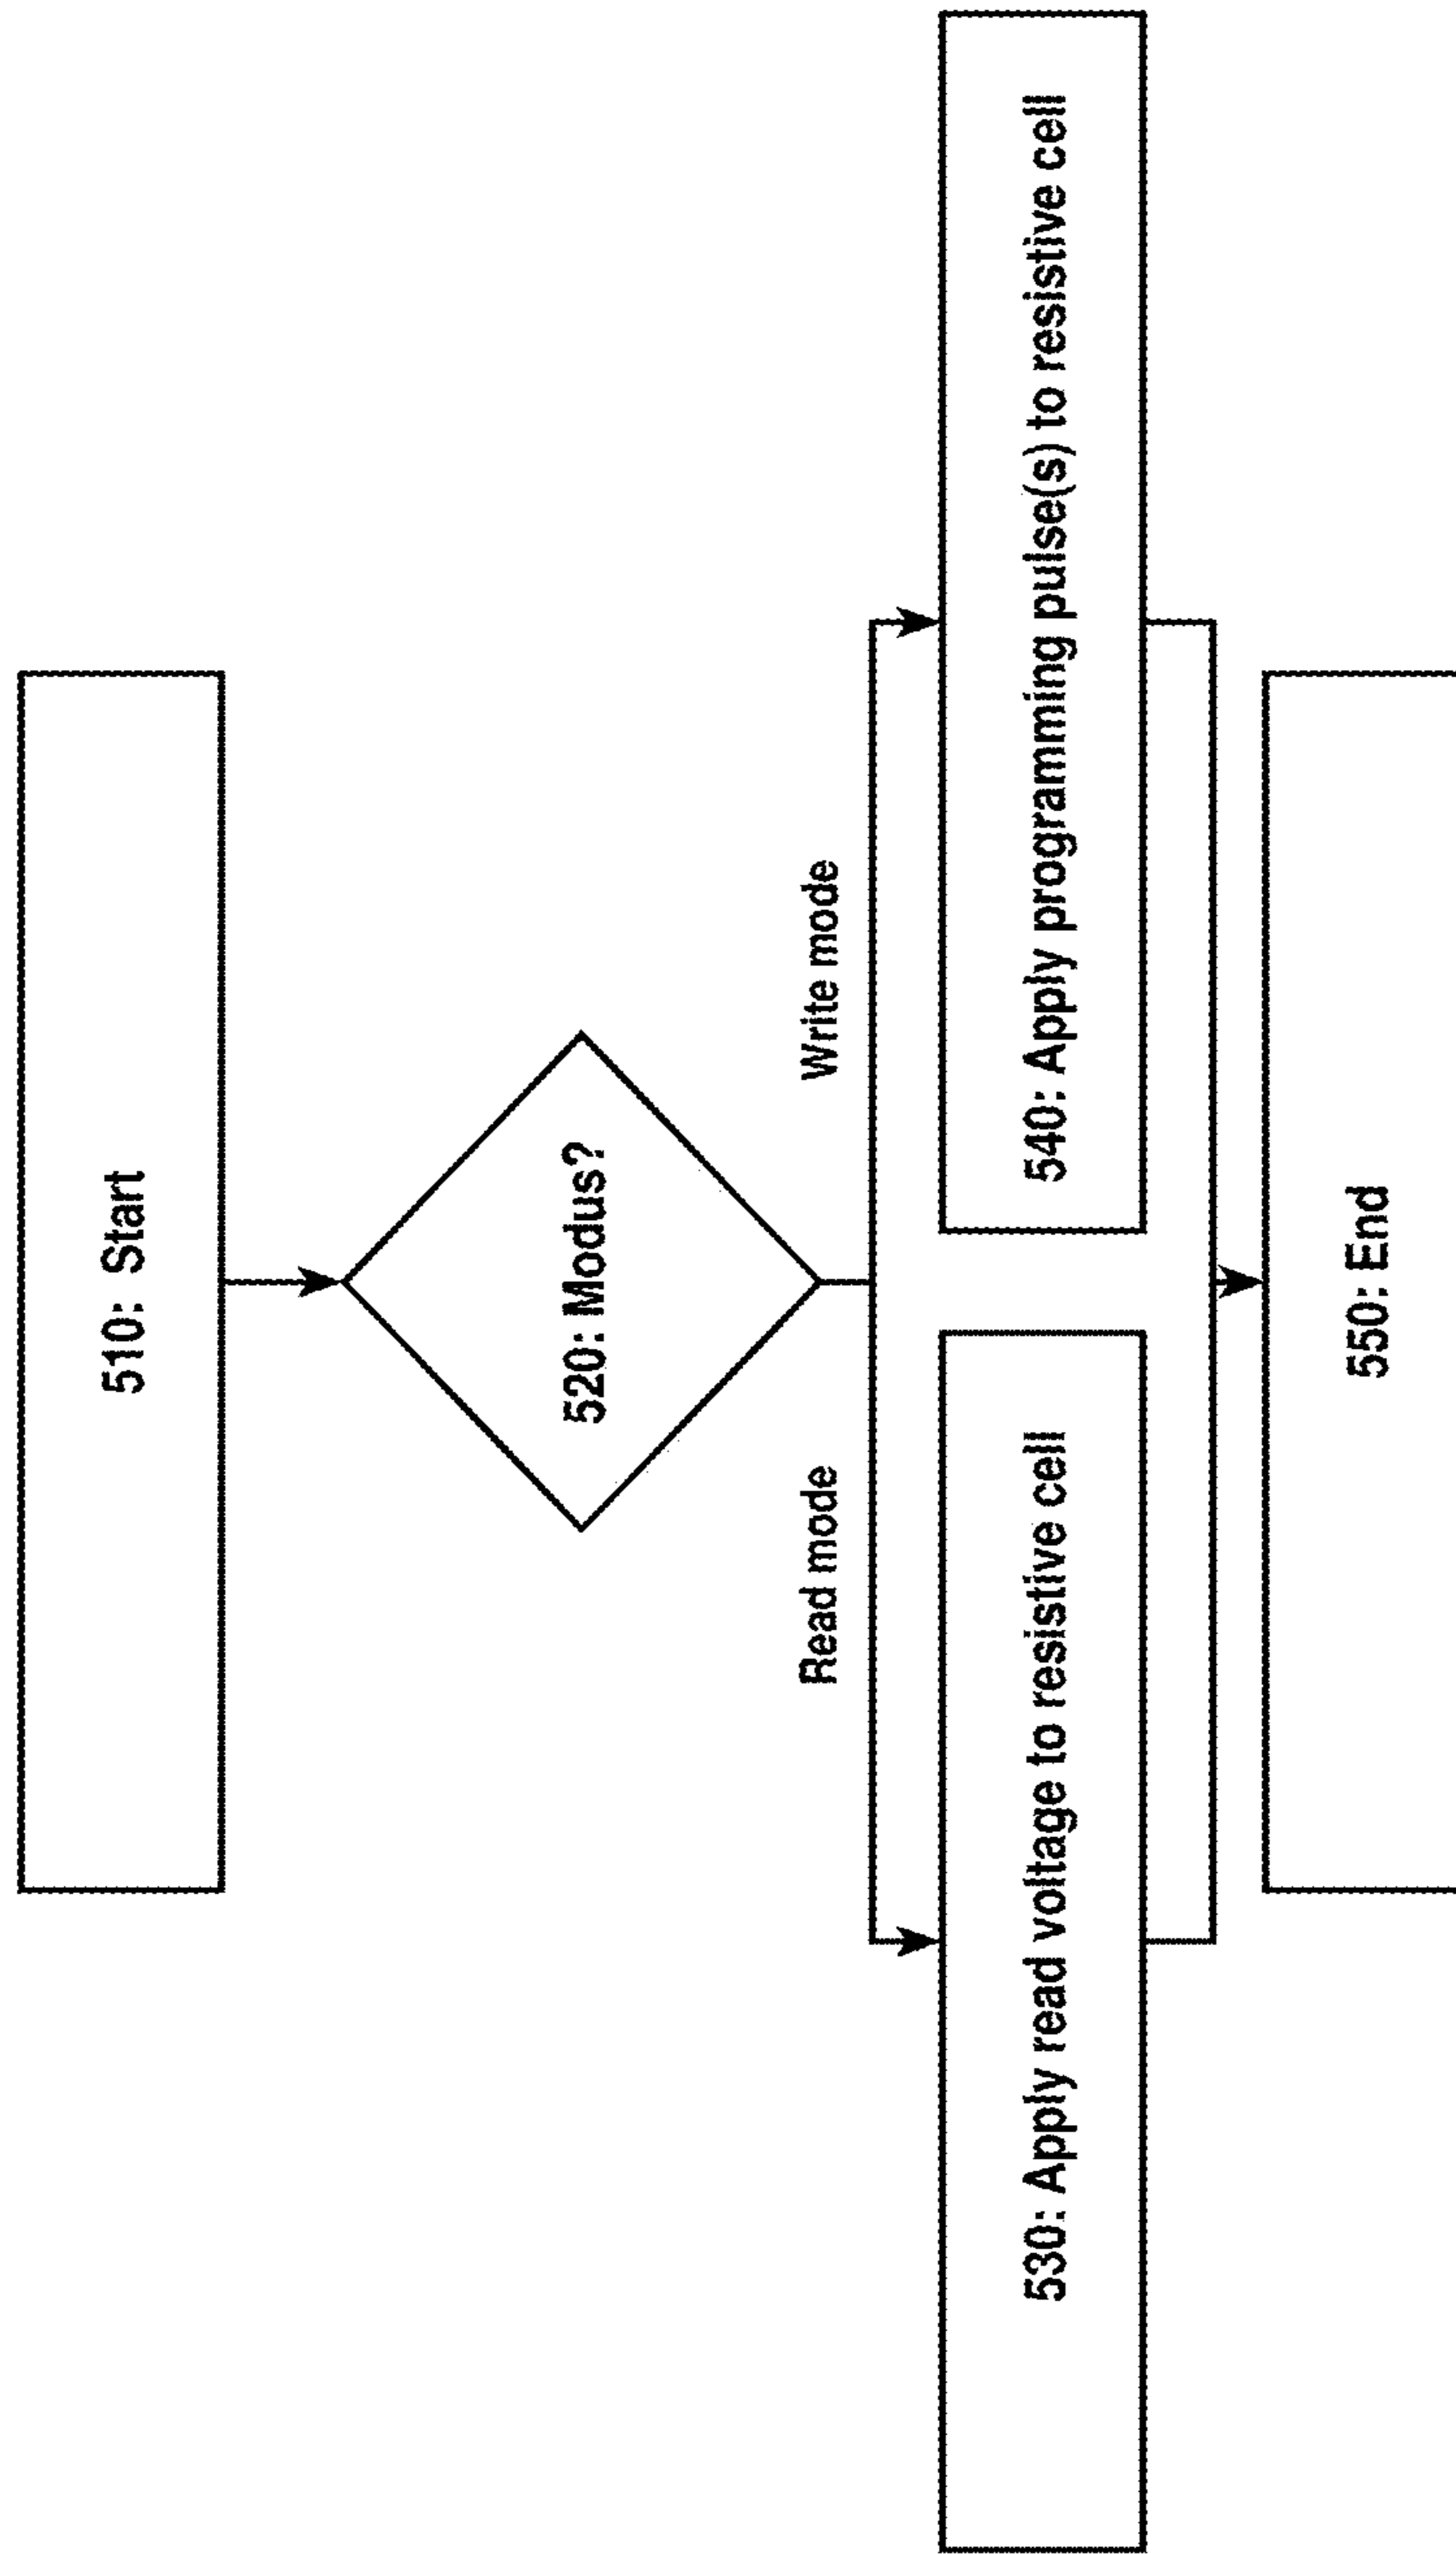 510: Start
520: Modus?
Read mode
Write mode
530: Apply read voltage to resistive cell
540: Apply programming pulse(s) to resistive cell
550: End